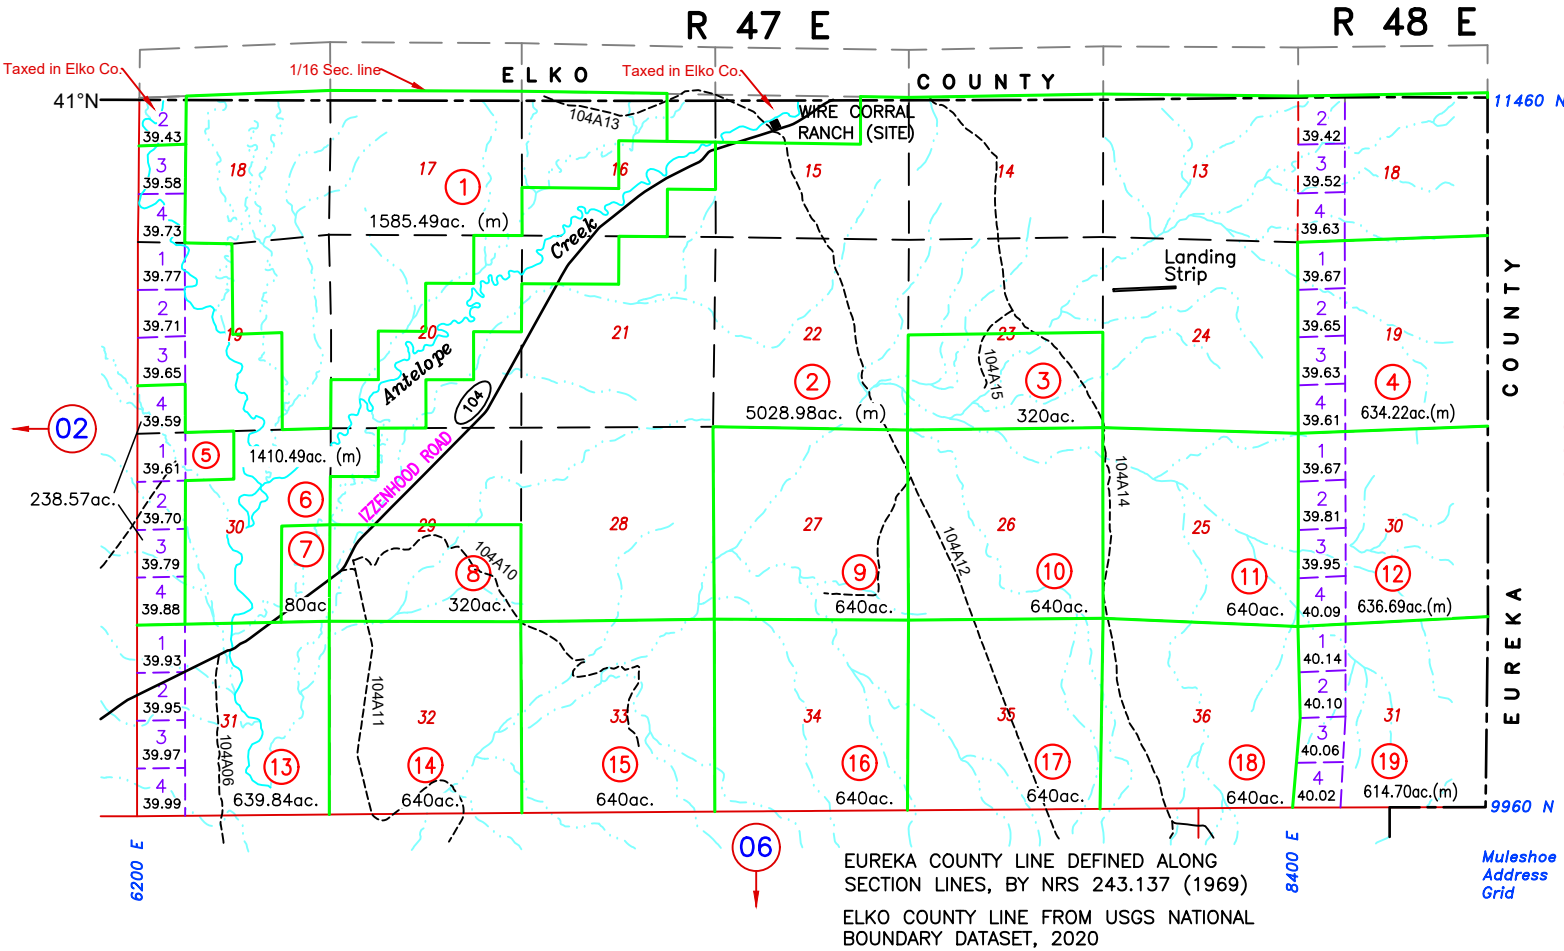 R 47 E
R 48 E
Taxed in Elko Co.
1/16 Sec. line
ELKO
Taxed in Elko Co.
COUNTY
41°N
11460 N
104A13
WIRE CORRAL
RANCH (SITE)
2
39.43
3
39.58
4
39.73
18
17
1
1585.49ac. (m)
16
15
14
13
2
39.42
3
39.52
4
39.63
18
Creek
Landing
Strip
COUNTY
1
39.77
2
39.71
3
39.65
4
39.59
19
20
Antelope
104
21
22
2
5028.98ac. (m)
23
104A15
3
320ac.
24
1
39.67
2
39.65
3
39.63
4
39.61
19
4
634.22ac.(m)
02
238.57ac.
1
39.61
2
39.70
3
39.79
4
39.88
5
1410.49ac. (m)
6
30
7
80ac
IZZENHOOD ROAD
29
104A10
8
320ac.
28
27
9
640ac.
104A12
26
10
640ac.
104A14
25
11
640ac.
1
39.67
2
39.81
3
39.95
4
40.09
30
12
636.69ac.(m)
EUREKA
1
39.93
2
39.95
3
39.97
4
39.99
31
104A06
13
639.84ac.
104A11
32
14
640ac.
33
15
640ac.
34
16
640ac.
35
17
640ac.
36
18
640ac.
1
40.14
2
40.10
3
40.06
4
40.02
31
19
614.70ac.(m)
9960 N
6200 E
06
8400 E
Muleshoe
Address
Grid
EUREKA COUNTY LINE DEFINED ALONG
SECTION LINES, BY NRS 243.137 (1969)
ELKO COUNTY LINE FROM USGS NATIONAL
BOUNDARY DATASET, 2020